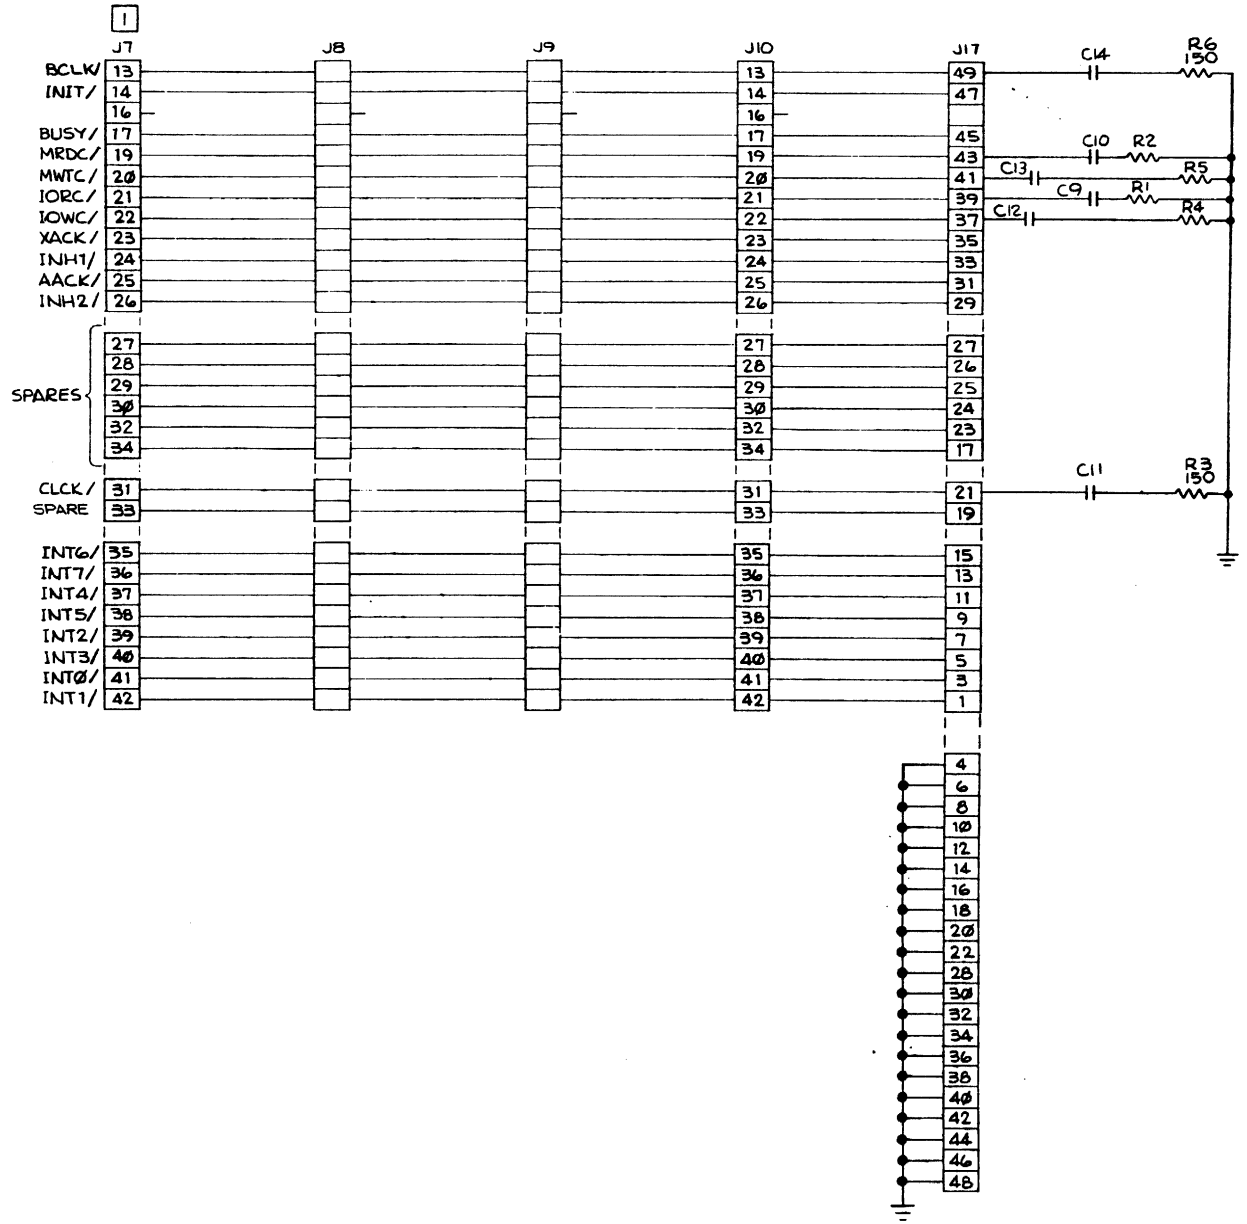 1
J7 J8 J9 J10 J17 R6
C14 150
BCLK/ 13 13 49
INIT/ 14 14 47
16 16
BUSY/ 17 17 45
C10 R2
MRDC/ 19 19 43
C13 R5
MWTC/ 2Ø 2Ø 41
C9 R1
IORC/ 21 21 39
C12 R4
IOWC/ 22 22 37
XACK/ 23 23 35
INH1/ 24 24 33
AACK/ 25 25 31
INH2/ 26 26 29
27 27 27
28 28 26
SPARES 29 29 25
3Ø 3Ø 24
32 32 23
34 34 17
C11 R3
150
CLCK/ 31 31 21
SPARE 33 33 19
INT6/ 35 35 15
INT7/ 36 36 13
INT4/ 37 37 11
INT5/ 38 38 9
INT2/ 39 39 7
INT3/ 4Ø 4Ø 5
INTØ/ 41 41 3
INT1/ 42 42 1
4
6
8
1Ø
12
14
16
18
2Ø
22
28
3Ø
32
34
36
38
4Ø
42
44
46
48